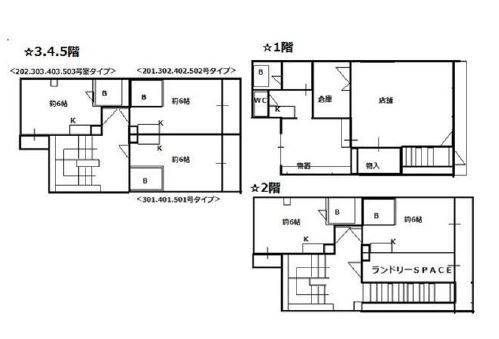 ☆3.4.5階
<202.303.403.503号室タイプ>
<201.302.402.502号タイプ>
約6帖
B
B
約6帖
K
K
K
約6帖
B
<301.401.501号タイプ>
☆1階
B
WC
K
倉庫
店舗
物置
物入
☆2階
約6帖
B
B
約6帖
K
K
ランドリーSPACE